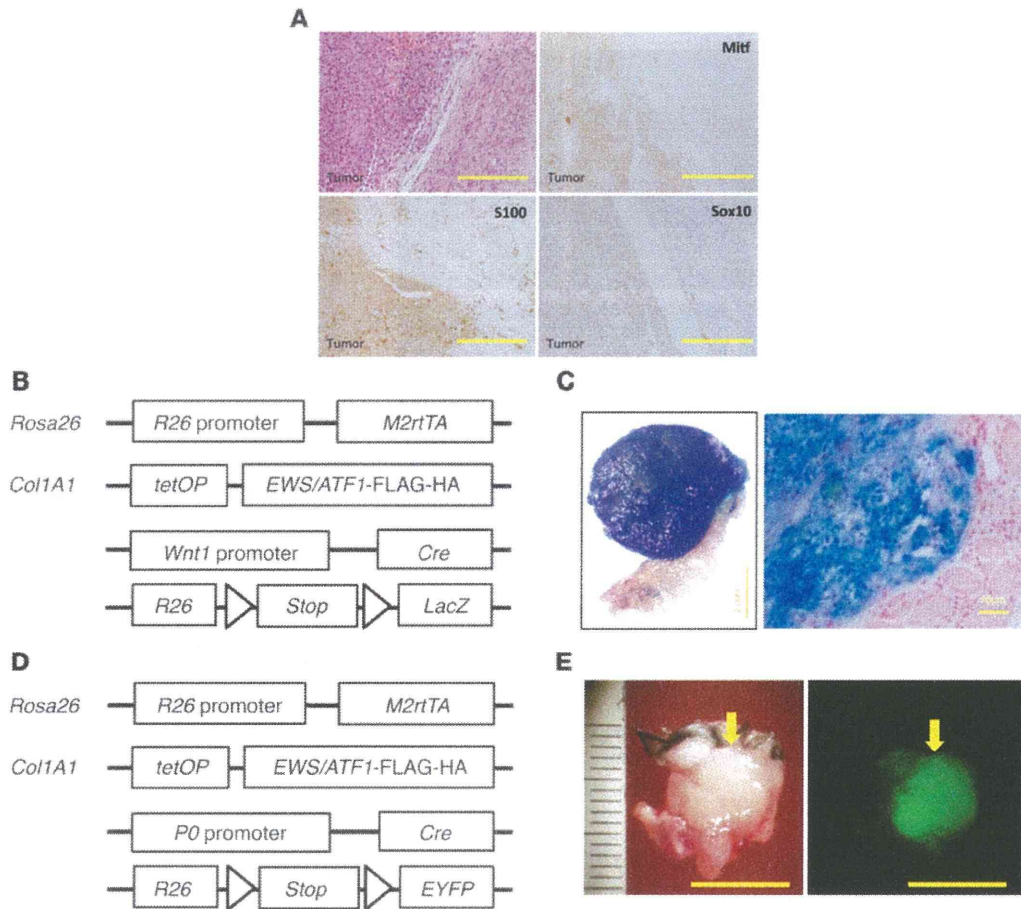 A
Tumor
Mitf
Tumor
S100
Tumor
Sox10
Tumor
B
Rosa26 R26 promoter M2rtTA
Col1A1 tetOP EWS/ATF1-FLAG-HA
Wnt1 promoter Cre
R26 Stop LacZ
C
D
Rosa26 R26 promoter M2rtTA
Col1A1 tetOP EWS/ATF1-FLAG-HA
P0 promoter Cre
R26 Stop EYFP
E